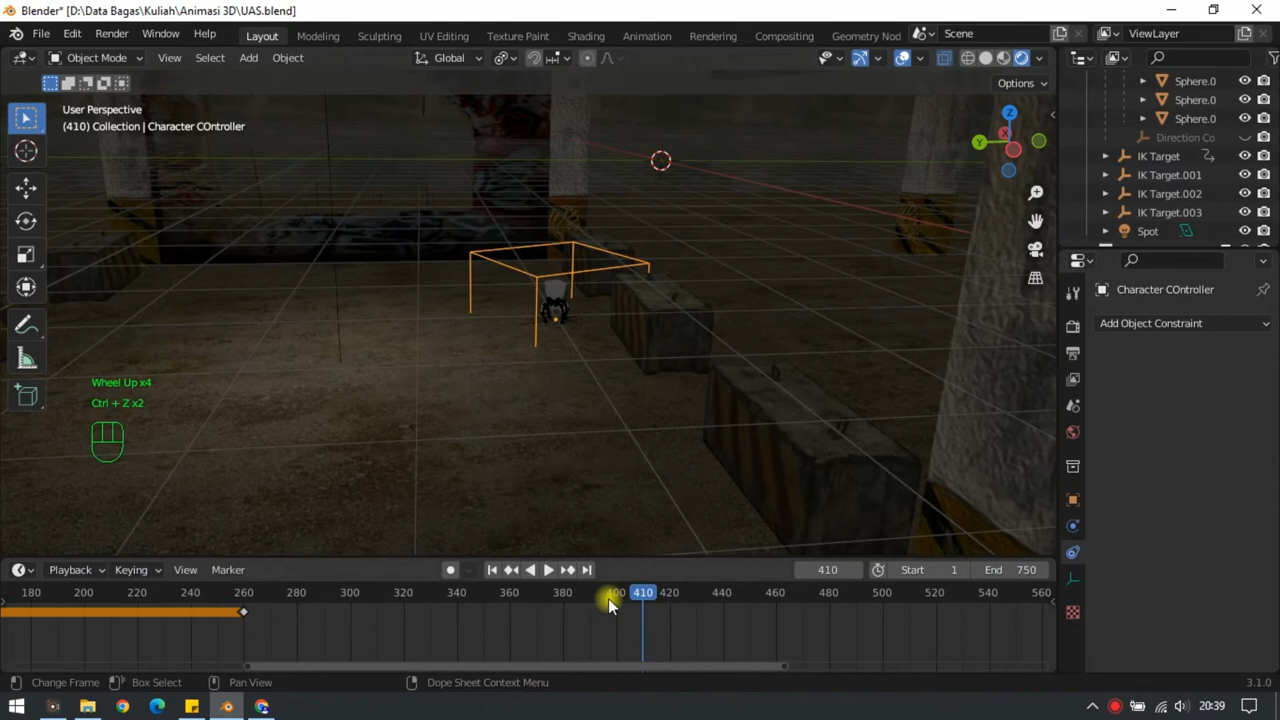 Blender* [D:\Data Bagas\Kuliah\Animasi 3D\UAS.blend]
File Edit Render Window Help Layout Modeling Sculpting UV Editing Texture Paint Shading Animation Rendering Compositing Geometry Nod Scene ViewLayer
Object Mode View Select Add Object Global
Options
User Perspective
(410) Collection | Character COntroller
Z
Y
X
Wheel Up x4
Ctrl + Z x2
Sphere.0
Sphere.0
Sphere.0
Direction Co
IK Target
IK Target.001
IK Target.002
IK Target.003
Spot
Character COntroller
Add Object Constraint
Playback Keying View Marker 410 Start 1 End 750
180 200 220 240 260 280 300 320 340 360 380 400 410 420 440 460 480 500 520 540 560
Change Frame Box Select Pan View Dope Sheet Context Menu 3.1.0
20:39